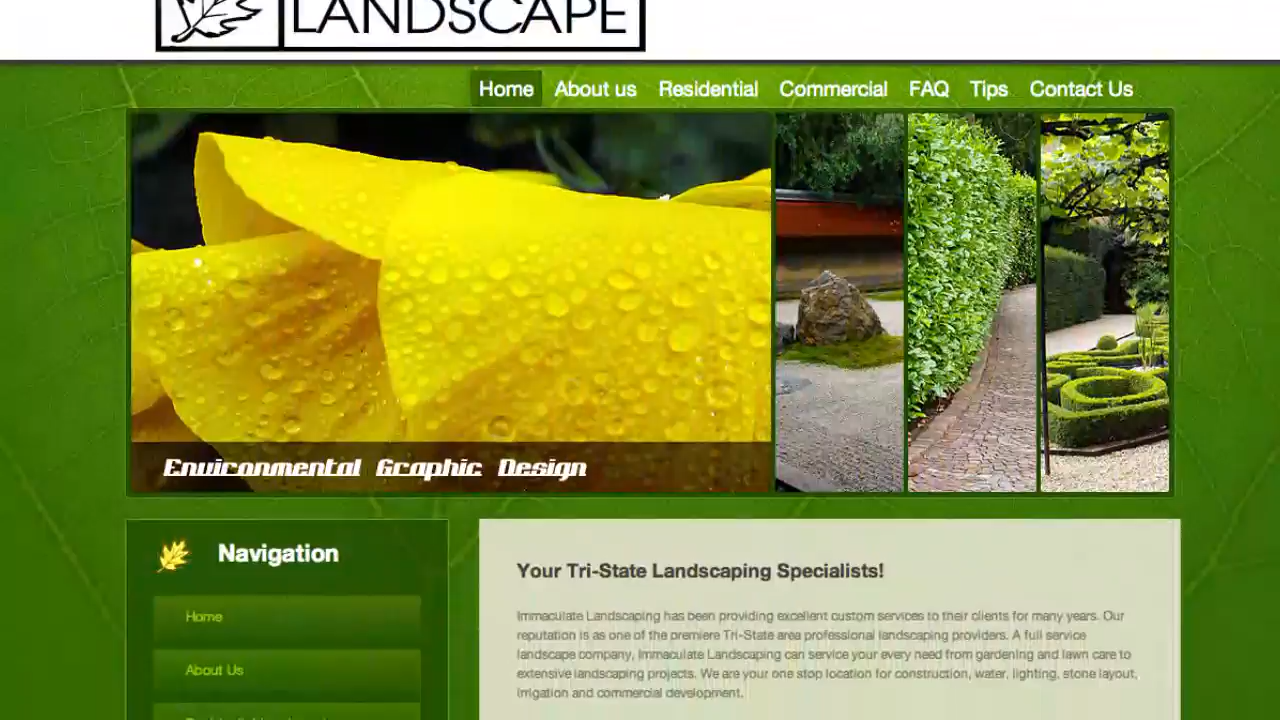 LANDSCAPE
Home About us Residential Commercial FAQ Tips Contact Us
Environmental Graphic Design
Navigation
Home
About Us
Your Tri-State Landscaping Specialists!
Immaculate Landscaping has been providing excellent custom services to their clients for many years. Our
reputation is as one of the premiere Tri-State area professional landscaping providers. A full service
landscape company, Immaculate Landscaping can service your every need from gardening and lawn care to
extensive landscaping projects. We are your one stop location for construction, water, lighting, stone layout,
irrigation and commercial development.